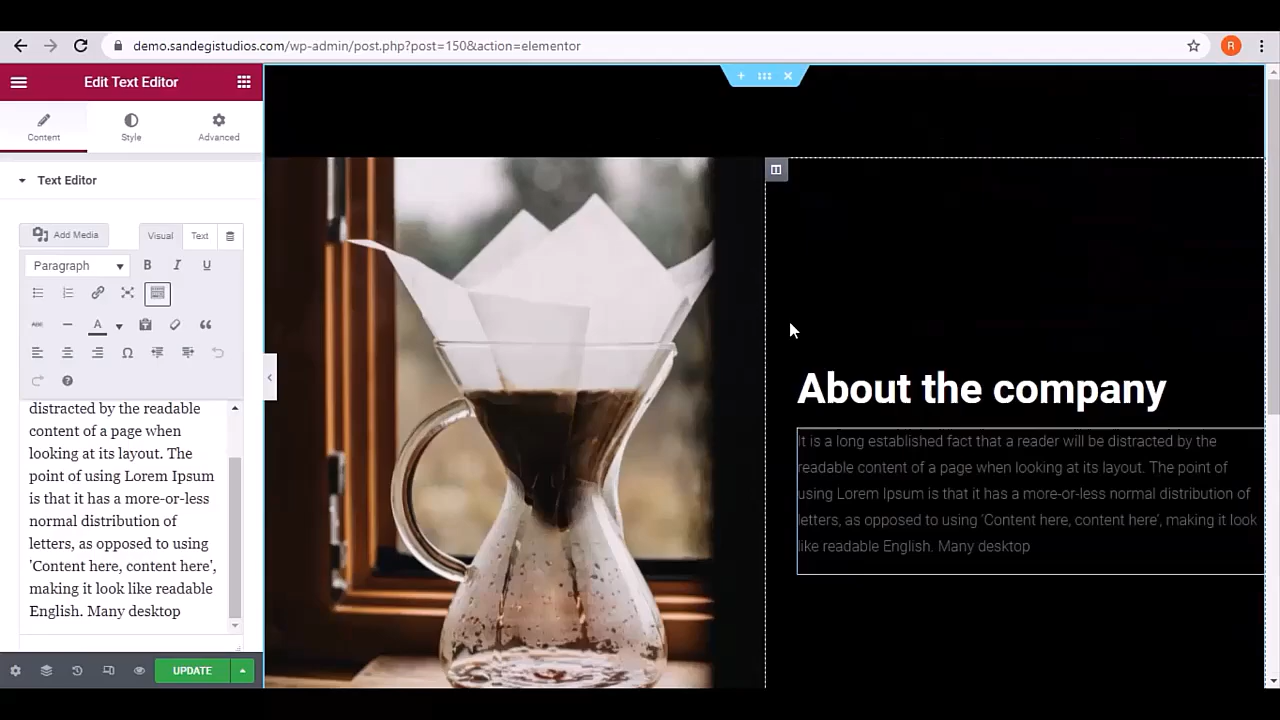 demo.sandegistudios.com/wp-admin/post.php?post=150&action=elementor
R
Edit Text Editor
Content
Style
Advanced
Text Editor
Add Media
Visual
Text
Paragraph
B
I
U
ABC
A
distracted by the readable
content of a page when
looking at its layout. The
point of using Lorem Ipsum
is that it has a more-or-less
normal distribution of
letters, as opposed to using
'Content here, content here',
making it look like readable
English. Many desktop
UPDATE
About the company
It is a long established fact that a reader will be distracted by the
readable content of a page when looking at its layout. The point of
using Lorem Ipsum is that it has a more-or-less normal distribution of
letters, as opposed to using 'Content here, content here', making it look
like readable English. Many desktop